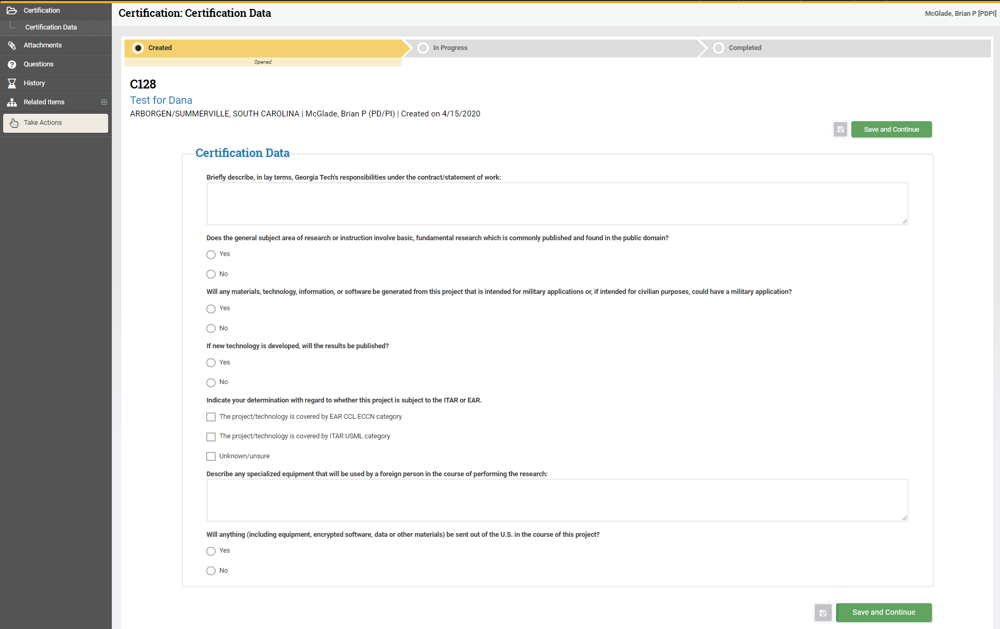 Certification
Certification Data
Attachments
Questions
History
Related Items
Take Actions
Certification: Certification Data
McGlade, Brian P [PDPI]
Created
In Progress
Completed
Opened
C128
Test for Dana
ARBORGEN/SUMMERVILLE, SOUTH CAROLINA | McGlade, Brian P (PD/PI) | Created on 4/15/2020
Save and Continue
Certification Data
Briefly describe, in lay terms, Georgia Tech's responsibilities under the contract/statement of work:
Does the general subject area of research or instruction involve basic, fundamental research which is commonly published and found in the public domain?
Yes
No
Will any materials, technology, information, or software be generated from this project that is intended for military applications or, if intended for civilian purposes, could have a military application?
Yes
No
If new technology is developed, will the results be published?
Yes
No
Indicate your determination with regard to whether this project is subject to the ITAR or EAR.
The project/technology is covered by EAR CCL ECCN category
The project/technology is covered by ITAR USML category
Unknown/unsure
Describe any specialized equipment that will be used by a foreign person in the course of performing the research:
Will anything (including equipment, encrypted software, data or other materials) be sent out of the U.S. in the course of this project?
Yes
No
Save and Continue